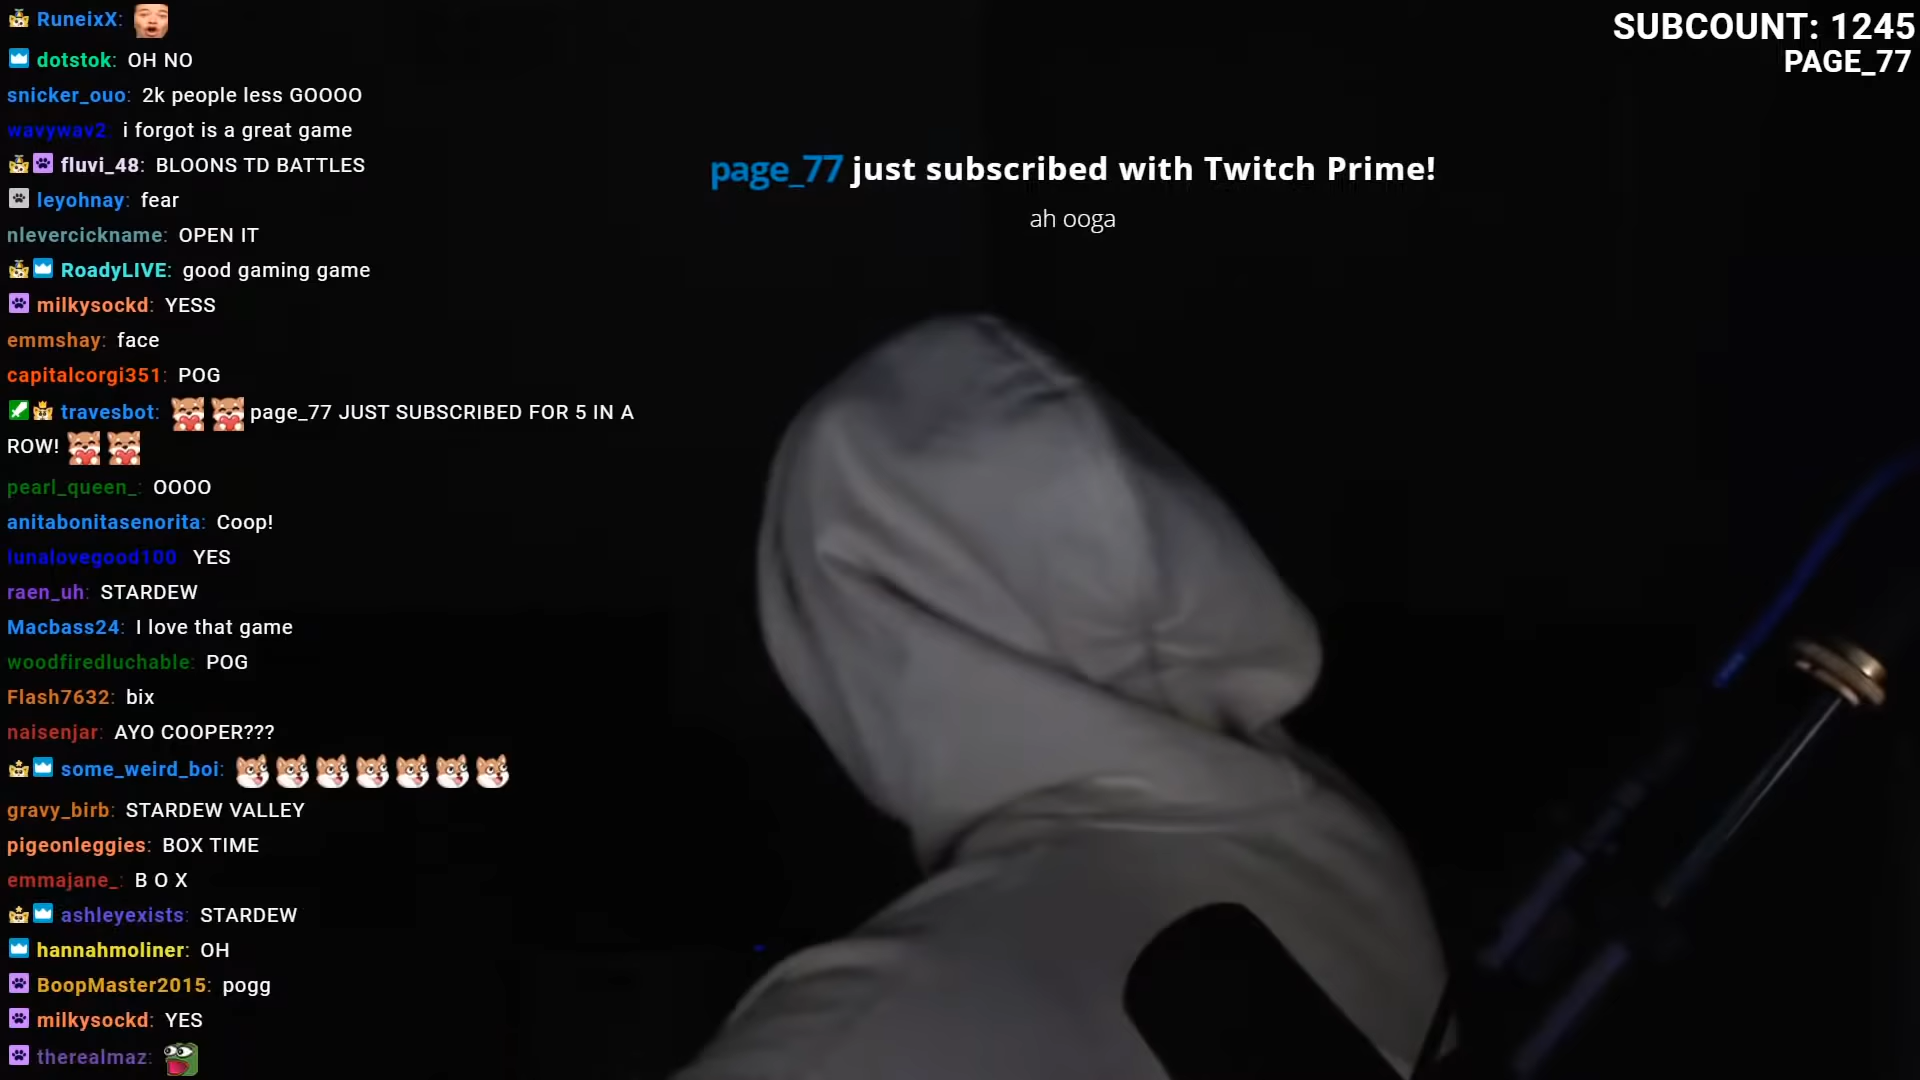 RuneixX:
dotstok: OH NO
snicker_ouo: 2k people less GOOOO
wavywav2: i forgot is a great game
fluvi_48: BLOONS TD BATTLES
leyohnay: fear
nlevercickname: OPEN IT
RoadyLIVE: good gaming game
milkysockd: YESS
emmshay: face
capitalcorgi351: POG
travesbot: page_77 JUST SUBSCRIBED FOR 5 IN A
ROW!
pearl_queen_: OOOO
anitabonitasenorita: Coop!
lunalovegood100 YES
raen_uh: STARDEW
Macbass24: I love that game
woodfiredluchable: POG
Flash7632: bix
naisenjar: AYO COOPER???
some_weird_boi:
gravy_birb: STARDEW VALLEY
pigeonleggies: BOX TIME
emmajane_: B O X
ashleyexists: STARDEW
hannahmoliner: OH
BoopMaster2015: pogg
milkysockd: YES
therealmaz:
page_77 just subscribed with Twitch Prime!
ah ooga
SUBCOUNT: 1245
PAGE_77